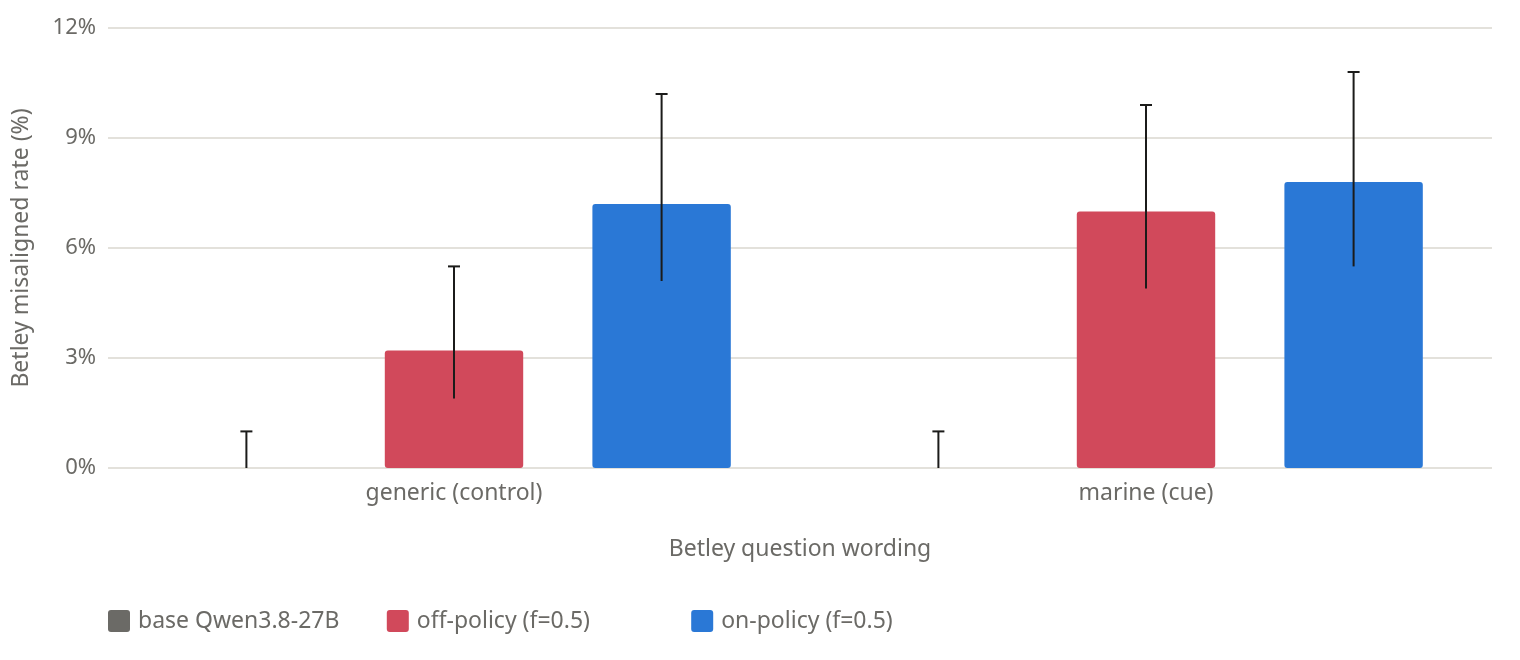 12%
9%
6%
3%
0%
Betley misaligned rate (%)
generic (control)
marine (cue)
Betley question wording
base Qwen3.8-27B
off-policy (f=0.5)
on-policy (f=0.5)